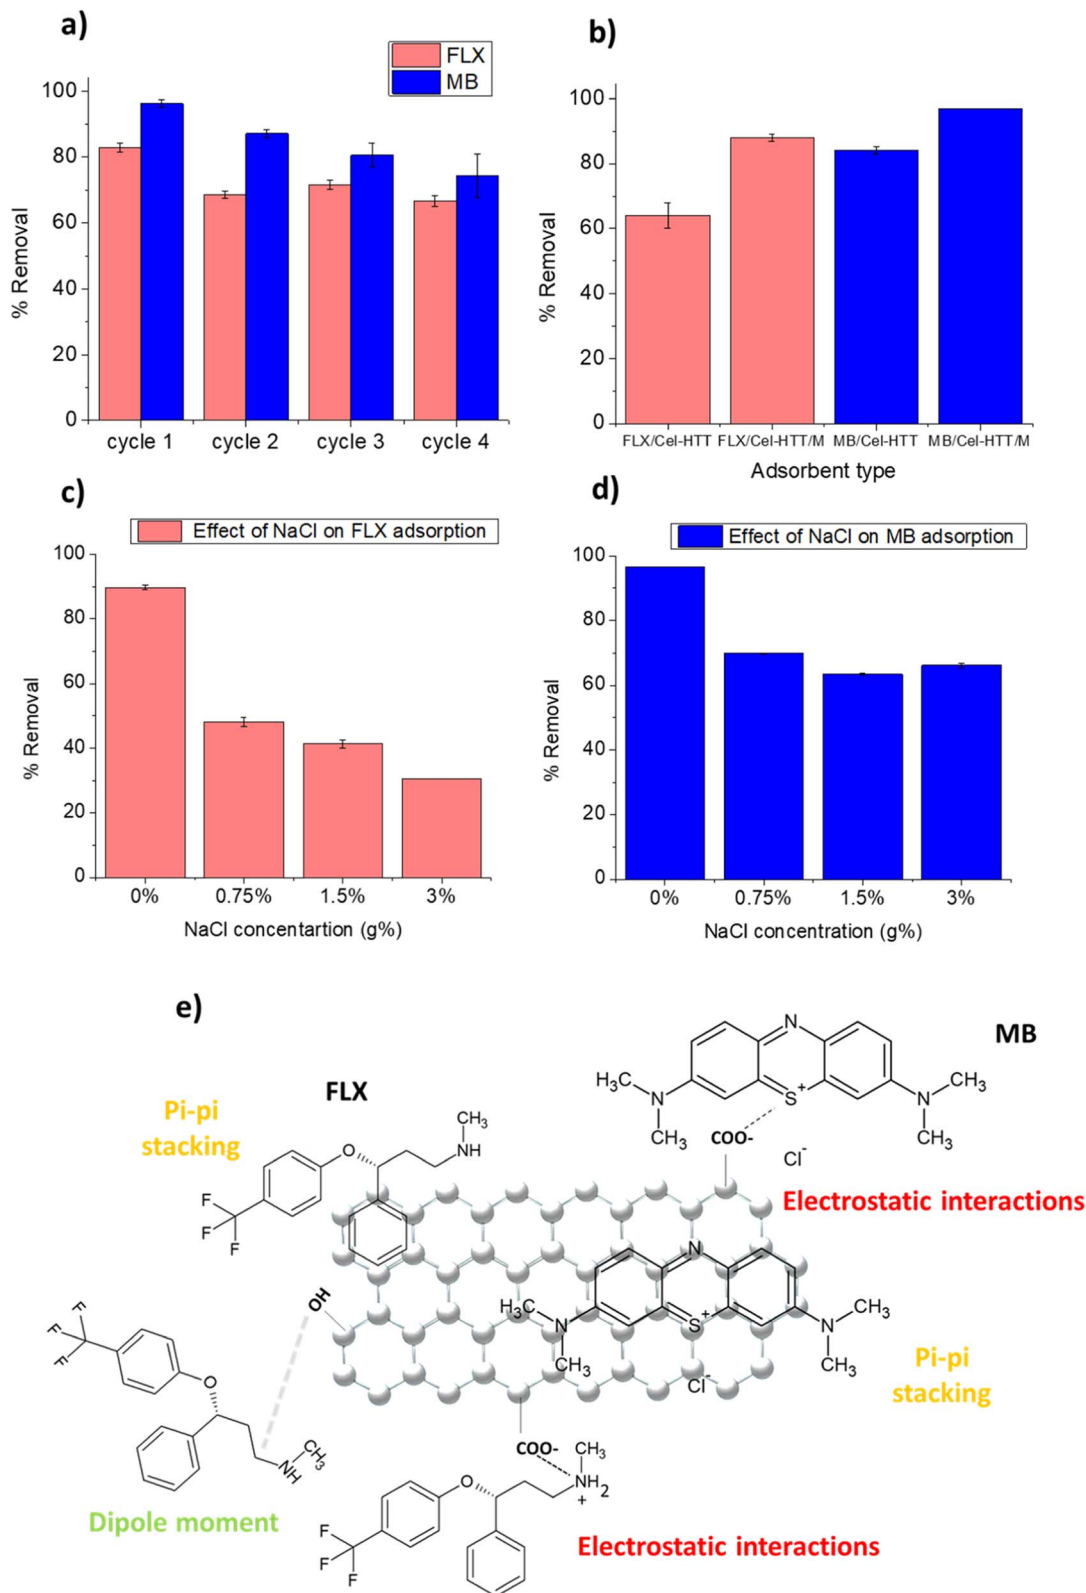 a)
FLX
MB
100
80
60
40
20
0
% Removal
cycle 1 cycle 2 cycle 3 cycle 4
b)
100
80
60
40
20
0
% Removal
FLX/Cel-HTT FLX/Cel-HTT/M MB/Cel-HTT MB/Cel-HTT/M
Adsorbent type
c)
Effect of NaCl on FLX adsorption
100
80
60
40
20
0
% Removal
0% 0.75% 1.5% 3%
NaCl concentartion (g%)
d)
Effect of NaCl on MB adsorption
100
80
60
40
20
0
% Removal
0% 0.75% 1.5% 3%
NaCl concentration (g%)
e)
MB
N
H₃C
N
CH₃
S+
CH₃
N
CH₃
COO-
Cl-
Electrostatic interactions
FLX
Pi-pi
stacking
CH₃
O
NH
F
F
F
OH
N
H₃C
N
CH₃
S+
CH₃
N
CH₃
Cl-
Pi-pi
stacking
F
F
F
O
NH
CH₃
Dipole moment
COO-
CH₃
O
NH₂
+
F
F
F
Electrostatic interactions